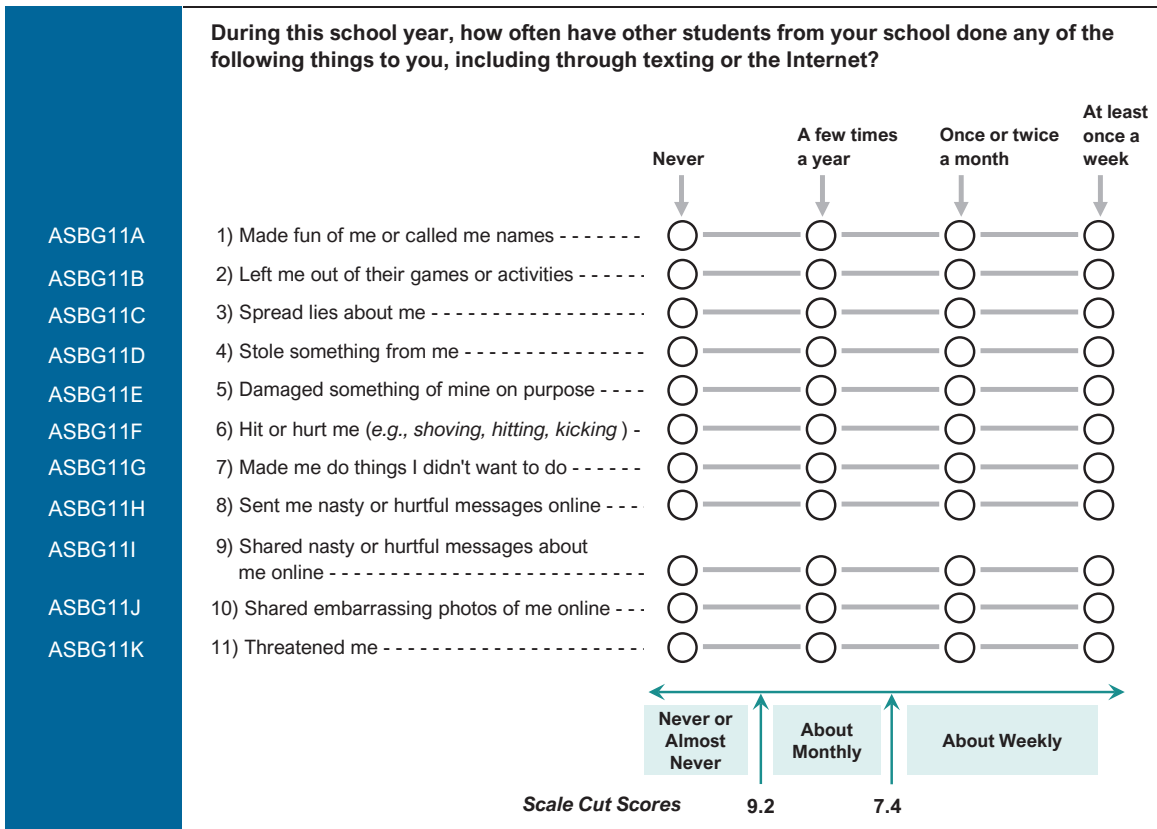 During this school year, how often have other students from your school done any of the
following things to you, including through texting or the Internet?
At least
A few times Once or twice once a
Never a year a month week
ASBG11A 1) Made fun of me or called me names - - - - - - -
ASBG11B 2) Left me out of their games or activities - - - - - -
ASBG11C 3) Spread lies about me - - - - - - - - - - - - - - - - - -
ASBG11D 4) Stole something from me - - - - - - - - - - - - - - -
ASBG11E 5) Damaged something of mine on purpose - - - -
ASBG11F 6) Hit or hurt me (e.g., shoving, hitting, kicking ) -
ASBG11G 7) Made me do things I didn't want to do - - - - - -
ASBG11H 8) Sent me nasty or hurtful messages online - - -
ASBG11I 9) Shared nasty or hurtful messages about
me online - - - - - - - - - - - - - - - - - - - - - - - - - - -
ASBG11J 10) Shared embarrassing photos of me online - - -
ASBG11K 11) Threatened me - - - - - - - - - - - - - - - - - - - - - -
Never or
Almost
Never
About
Monthly
About Weekly
Scale Cut Scores 9.2 7.4